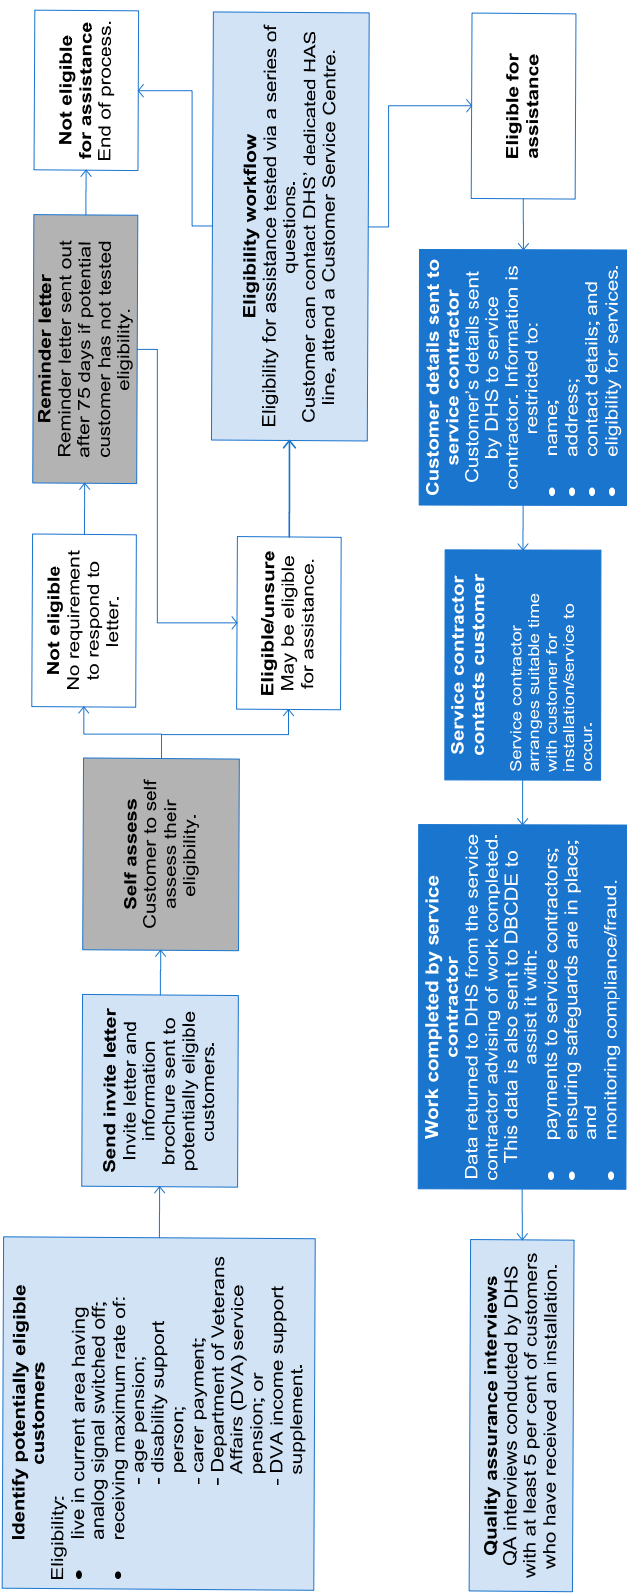 Identify potentially eligible
customers
Eligibility:
• live in current area having
analog signal switched off;
• receiving maximum rate of:
- age pension;
- disability support
person;
- carer payment;
- Department of Veterans
Affairs (DVA) service
pension; or
- DVA income support
supplement.
Send invite letter
Invite letter and
information
brochure sent to
potentially eligible
customers.
Self assess
Customer to self
assess their
eligibility.
Not eligible
No requirement
to respond to
letter.
Reminder letter
Reminder letter sent out
after 75 days if potential
customer has not tested
eligibility.
Not eligible
for assistance
End of process.
Eligible/unsure
May be eligible
for assistance.
Eligibility workflow
Eligibility for assistance tested via a series of
questions.
Customer can contact DHS' dedicated HAS
line, attend a Customer Service Centre.
Eligible for
assistance
Customer details sent to
service contractor
Customer's details sent
by DHS to service
contractor. Information is
restricted to:
• name;
• address;
• contact details; and
• eligibility for services.
Service contractor
contacts customer
Service contractor
arranges suitable time
with customer for
installation/service to
occur.
Work completed by service
contractor
Data returned to DHS from the service
contractor advising of work completed.
This data is also sent to DBCDE to
assist it with:
• payments to service contractors;
• ensuring safeguards are in place;
and
• monitoring compliance/fraud.
Quality assurance interviews
QA interviews conducted by DHS
with at least 5 per cent of customers
who have received an installation.